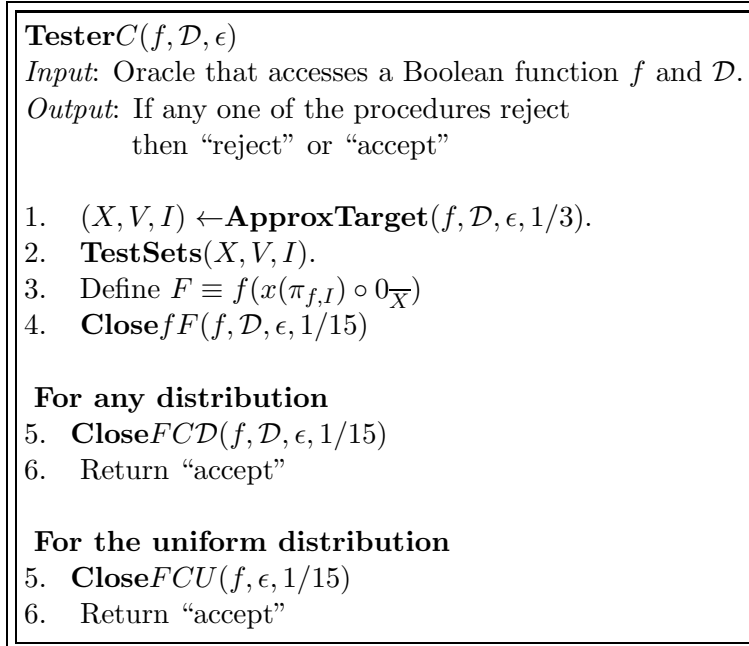 TesterC(f, 𝒟, ϵ)
Input: Oracle that accesses a Boolean function f and 𝒟.
Output: If any one of the procedures reject
then “reject” or “accept”
1. (X, V, I) ←ApproxTarget(f, 𝒟, ϵ, 1/3).
2. TestSets(X, V, I).
3. Define F ≡ f(x(π_{f,I}) ∘ 0_{\overline{X}})
4. ClosefF(f, 𝒟, ϵ, 1/15)
For any distribution
5. CloseFC𝒟(f, 𝒟, ϵ, 1/15)
6. Return “accept”
For the uniform distribution
5. CloseFCU(f, ϵ, 1/15)
6. Return “accept”